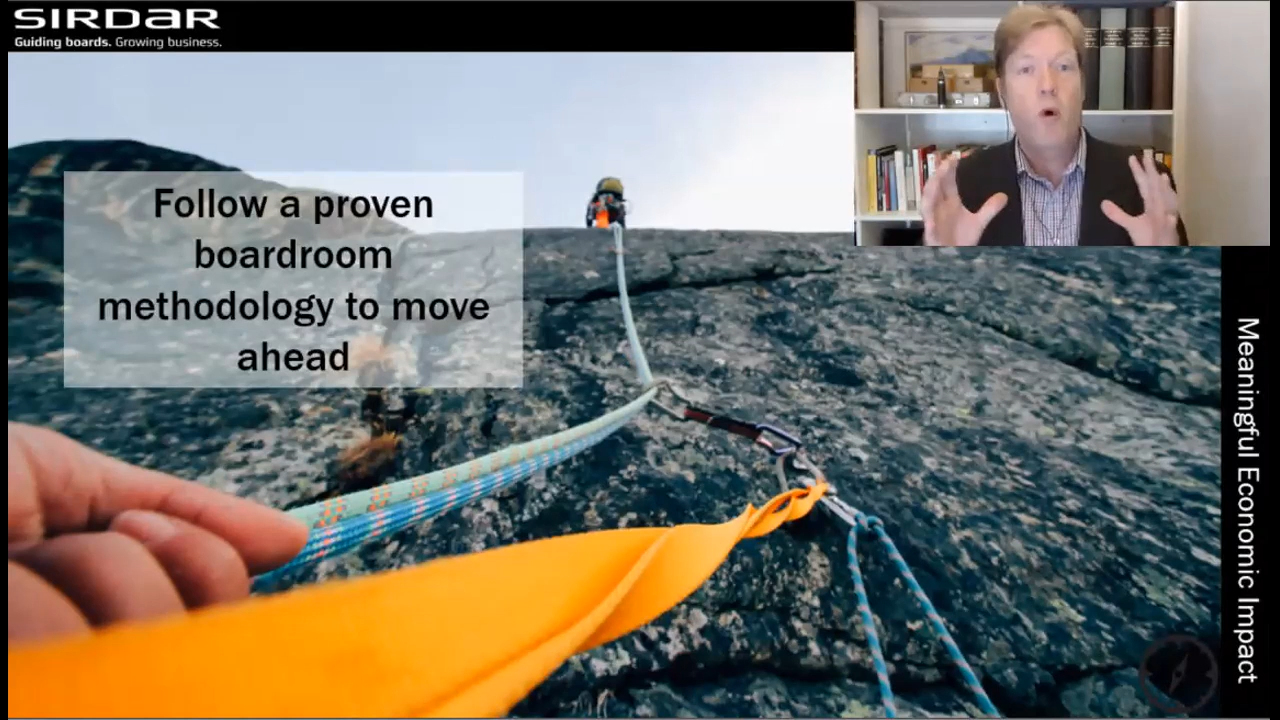 SIRDAR
Guiding boards. Growing business.
Follow a proven
boardroom
methodology to move
ahead
Meaningful Economic Impact